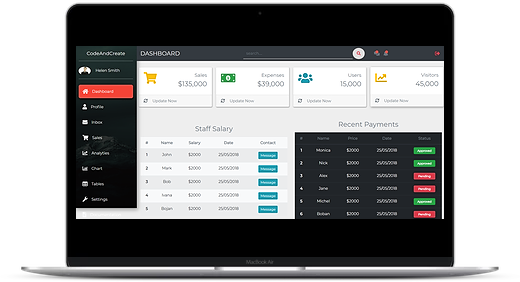 CodeAndCreate
DASHBOARD
search...
Helen Smith
Dashboard
Profile
Inbox
Sales
Analytics
Chart
Tables
Settings
Sales
$135,000
Update Now
Expenses
$39,000
Update Now
Users
15,000
Update Now
Visitors
45,000
Update Now
Staff Salary
# Name Salary Date Contact
1 John $2000 25/05/2018 Message
2 Mark $2000 25/05/2018 Message
3 Bob $2000 25/05/2018 Message
4 Ivana $2000 25/05/2018 Message
5 Bojan $2000 25/05/2018 Message
Recent Payments
# Name Price Date Status
1 Monica $2000 25/05/2018 Approved
2 Nick $2000 25/05/2018 Approved
3 Alex $2000 25/05/2018 Pending
4 Jane $2000 25/05/2018 Pending
5 Michel $2000 25/05/2018 Approved
6 Boban $2000 25/05/2018 Pending
MacBook Air